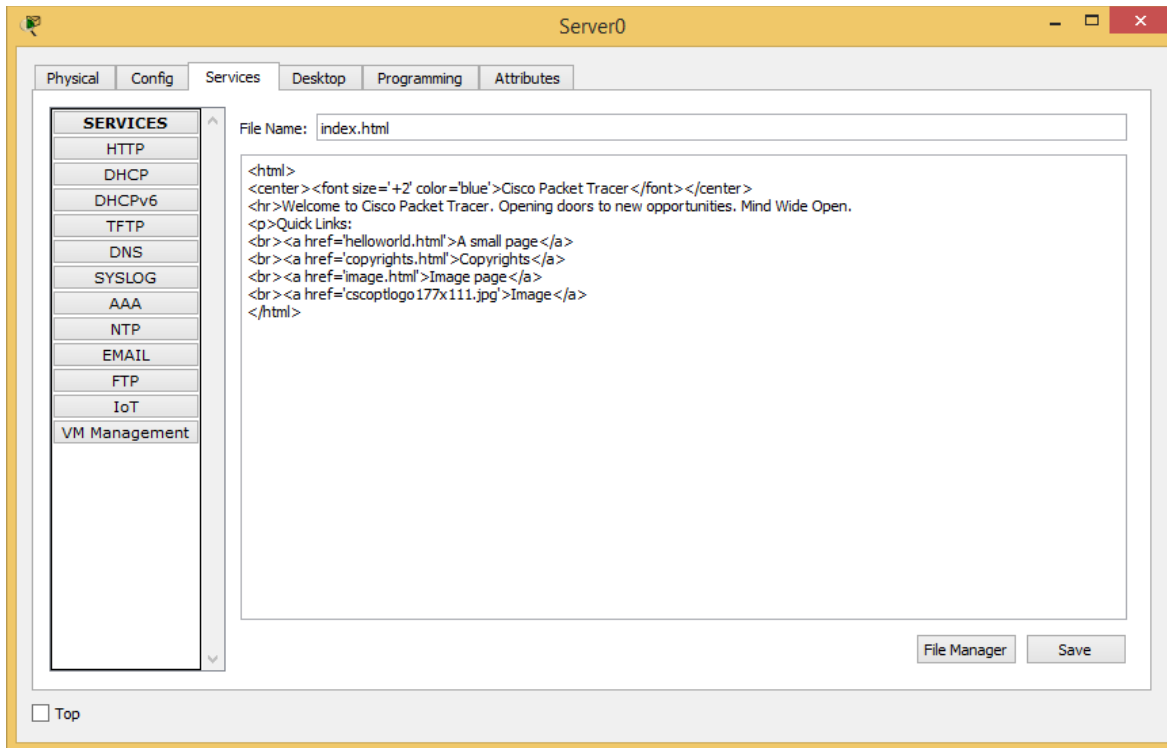 Server0
Physical Config Services Desktop Programming Attributes
SERVICES
HTTP
DHCP
DHCPv6
TFTP
DNS
SYSLOG
AAA
NTP
EMAIL
FTP
IoT
VM Management
File Name: index.html
<html>
<center><font size='+2' color='blue'>Cisco Packet Tracer</font></center>
<hr>Welcome to Cisco Packet Tracer. Opening doors to new opportunities. Mind Wide Open.
<p>Quick Links:
<br><a href='helloworld.html'>A small page</a>
<br><a href='copyrights.html'>Copyrights</a>
<br><a href='image.html'>Image page</a>
<br><a href='cscoptlogo177x111.jpg'>Image</a>
</html>
File Manager Save
Top